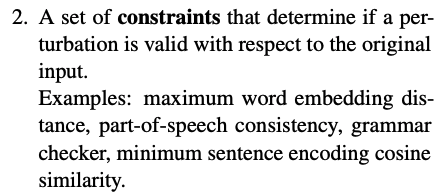 2. A set of constraints that determine if a per-
turbation is valid with respect to the original
input.
Examples: maximum word embedding dis-
tance, part-of-speech consistency, grammar
checker, minimum sentence encoding cosine
similarity.